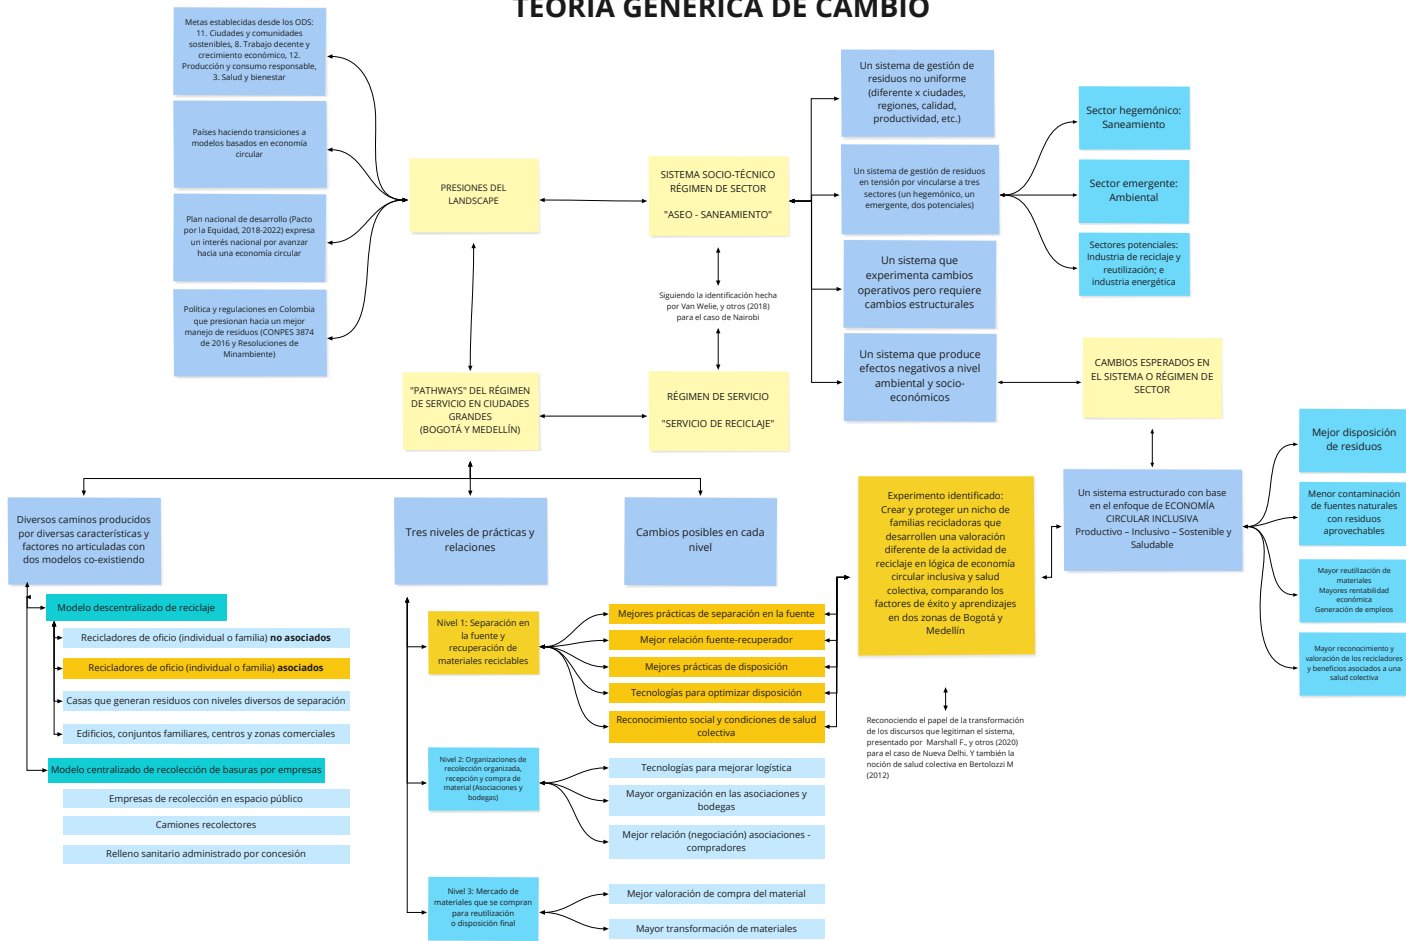 TEORÍA GENÉRICA DE CAMBIO
Metas establecidas desde los ODS:
11. Ciudades y comunidades
sostenibles, 8. Trabajo decente y
crecimiento económico, 12.
Producción y consumo responsable,
3. Salud y bienestar
Países haciendo transiciones a
modelos basados en economía
circular
Plan nacional de desarrollo (Pacto
por la Equidad, 2018-2022) expresa
un interés nacional por avanzar
hacia una economía circular
Política y regulaciones en Colombia
que presionan hacia un mejor
manejo de residuos (CONPES 3874
de 2016 y Resoluciones de
Minambiente)
PRESIONES DEL
LANDSCAPE
SISTEMA SOCIO-TÉCNICO
RÉGIMEN DE SECTOR
"ASEO - SANEAMIENTO"
Siguiendo la identificación hecha
por Van Welie, y otros (2018)
para el caso de Nairobi
"PATHWAYS" DEL RÉGIMEN
DE SERVICIO EN CIUDADES
GRANDES
(BOGOTÁ Y MEDELLÍN)
RÉGIMEN DE SERVICIO
"SERVICIO DE RECICLAJE"
Un sistema de gestión de
residuos no uniforme
(diferente x ciudades,
regiones, calidad,
productividad, etc.)
Un sistema de gestión de residuos
en tensión por vincularse a tres
sectores (un hegemónico, un
emergente, dos potenciales)
Un sistema que
experimenta cambios
operativos pero requiere
cambios estructurales
Un sistema que produce
efectos negativos a nivel
ambiental y socio-
económicos
Sector hegemónico:
Saneamiento
Sector emergente:
Ambiental
Sectores potenciales:
Industria de reciclaje y
reutilización; e
industria energética
CAMBIOS ESPERADOS EN
EL SISTEMA O RÉGIMEN DE
SECTOR
Un sistema estructurado con base
en el enfoque de ECONOMÍA
CIRCULAR INCLUSIVA
Productivo – Inclusivo – Sostenible y
Saludable
Mejor disposición
de residuos
Menor contaminación
de fuentes naturales
con residuos
aprovechables
Mayor reutilización de
materiales
Mayores rentabilidad
económica
Generación de empleos
Mayor reconocimiento y
valoración de los recicladores
y beneficios asociados a una
salud colectiva
Diversos caminos producidos
por diversas características y
factores no articuladas con
dos modelos co-existiendo
Modelo descentralizado de reciclaje
Recicladores de oficio (individual o familia) no asociados
Recicladores de oficio (individual o familia) asociados
Casas que generan residuos con niveles diversos de separación
Edificios, conjuntos familiares, centros y zonas comerciales
Modelo centralizado de recolección de basuras por empresas
Empresas de recolección en espacio público
Camiones recolectores
Relleno sanitario administrado por concesión
Tres niveles de prácticas y
relaciones
Cambios posibles en cada
nivel
Nivel 1: Separación en
la fuente y
recuperación de
materiales reciclables
Mejores prácticas de separación en la fuente
Mejor relación fuente-recuperador
Mejores prácticas de disposición
Tecnologías para optimizar disposición
Reconocimiento social y condiciones de salud
colectiva
Nivel 2: Organizaciones de
recolección organizada,
recepción y compra de
material (Asociaciones y
bodegas)
Tecnologías para mejorar logística
Mayor organización en las asociaciones y
bodegas
Mejor relación (negociación) asociaciones -
compradores
Nivel 3: Mercado de
materiales que se compran
para reutilización
o disposición final
Mejor valoración de compra del material
Mayor transformación de materiales
Experimento identificado:
Crear y proteger un nicho de
familias recicladoras que
desarrollen una valoración
diferente de la actividad de
reciclaje en lógica de economía
circular inclusiva y salud
colectiva, comparando los
factores de éxito y aprendizajes
en dos zonas de Bogotá y
Medellín
Reconociendo el papel de la transformación
de los discursos que legitiman el sistema,
presentado por Marshall F., y otros (2020)
para el caso de Nueva Delhi. Y también la
noción de salud colectiva en Bertolozzi M
(2012)